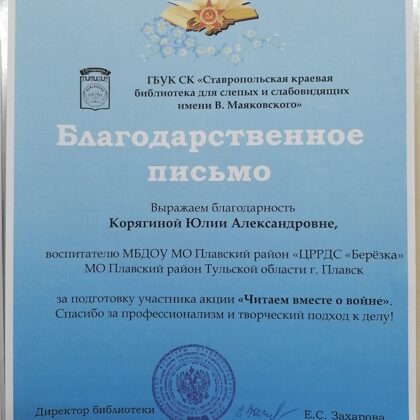 ГБУК СК «Ставропольская краевая
библиотека для слепых и слабовидящих
имени В. Маяковского»
Благодарственное
письмо
Выражаем благодарность
Корягиной Юлии Александровне,
воспитателю МБДОУ МО Плавский район «ЦРРДС «Берёзка»
МО Плавский район Тульской области г. Плавск
за подготовку участника акции «Читаем вместе о войне».
Спасибо за профессионализм и творческий подход к делу!
Директор библиотеки
Е.С. Захарова